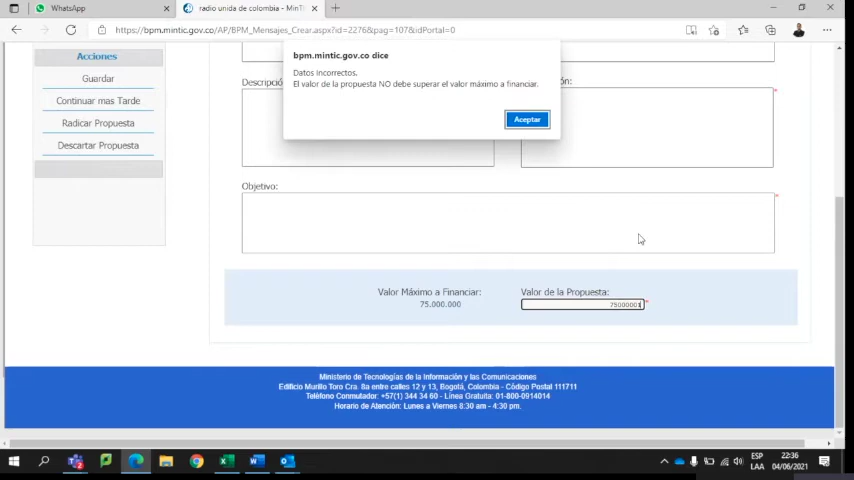 WhatsApp
radio unida de colombia - MinTI
https://bpm.mintic.gov.co/AP/BPM_Mensajes_Crear.aspx?id=2276&pag=107&idPortal=0
Acciones
Guardar
Continuar mas Tarde
Radicar Propuesta
Descartar Propuesta
bpm.mintic.gov.co dice
Datos Incorrectos.
El valor de la propuesta NO debe superar el valor máximo a financiar.
Aceptar
Descripció
ón:
*
Objetivo:
*
Valor Máximo a Financiar:
75.000.000
Valor de la Propuesta:
75000001
*
Ministerio de Tecnologías de la Información y las Comunicaciones
Edificio Murillo Toro Cra. 8a entre calles 12 y 13, Bogotá, Colombia - Código Postal 111711
Teléfono Conmutador: +57(1) 344 34 60 - Línea Gratuita: 01-800-0914014
Horario de Atención: Lunes a Viernes 8:30 am - 4:30 pm.
ESP
LAA
22:36
04/06/2021